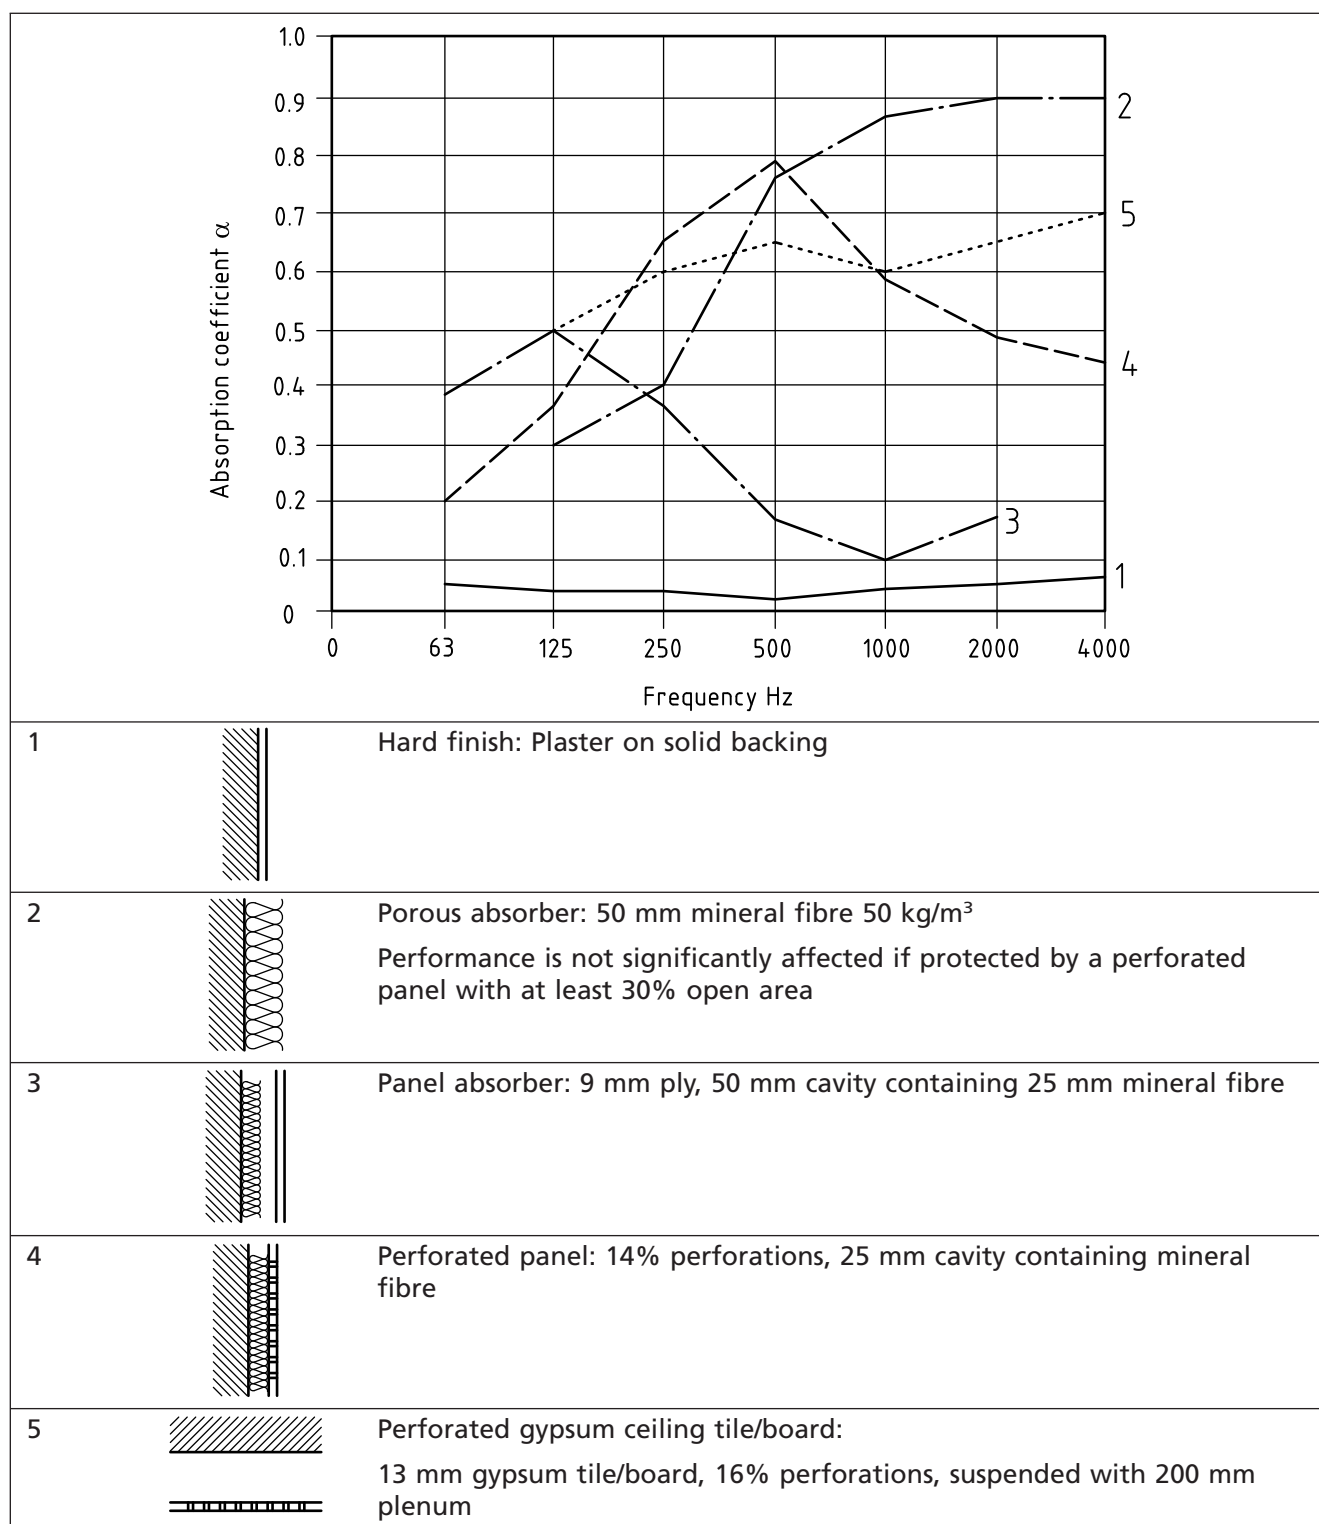 1.0
0.9
0.8
0.7
0.6
0.5
0.4
0.3
0.2
0.1
0
Absorption coefficient α
2
5
4
3
1
0 63 125 250 500 1000 2000 4000
Frequency Hz
1 Hard finish: Plaster on solid backing
2 Porous absorber: 50 mm mineral fibre 50 kg/m³
Performance is not significantly affected if protected by a perforated
panel with at least 30% open area
3 Panel absorber: 9 mm ply, 50 mm cavity containing 25 mm mineral fibre
4 Perforated panel: 14% perforations, 25 mm cavity containing mineral
fibre
5 Perforated gypsum ceiling tile/board:
13 mm gypsum tile/board, 16% perforations, suspended with 200 mm
plenum